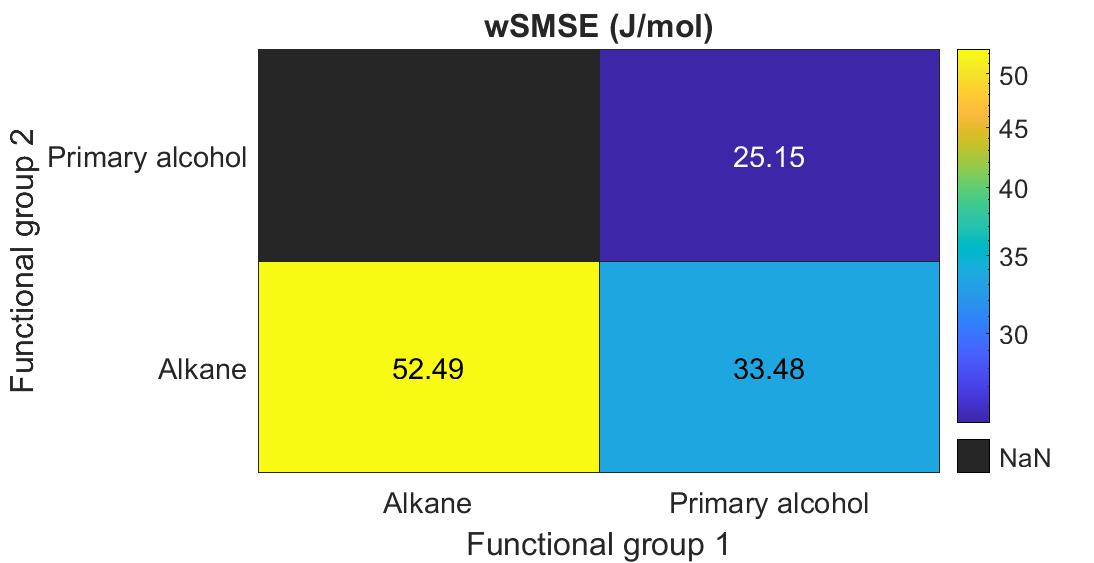 wSMSE (J/mol)
Functional group 2
Primary alcohol
Alkane
25.15
52.49
33.48
Alkane
Primary alcohol
Functional group 1
50
45
40
35
30
NaN